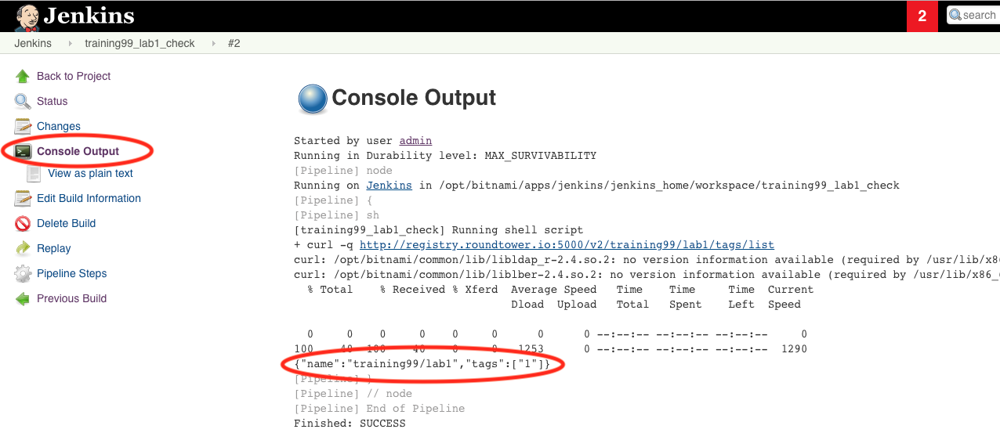 Jenkins
2
search
Jenkins training99_lab1_check #2
Back to Project
Status
Changes
Console Output
View as plain text
Edit Build Information
Delete Build
Replay
Pipeline Steps
Previous Build
Console Output
Started by user admin
Running in Durability level: MAX_SURVIVABILITY
[Pipeline] node
Running on Jenkins in /opt/bitnami/apps/jenkins/jenkins_home/workspace/training99_lab1_check
[Pipeline] {
[Pipeline] sh
[training99_lab1_check] Running shell script
+ curl -q http://registry.roundtower.io:5000/v2/training99/lab1/tags/list
curl: /opt/bitnami/common/lib/libldap_r-2.4.so.2: no version information available (required by /usr/lib/x86
curl: /opt/bitnami/common/lib/liblber-2.4.so.2: no version information available (required by /usr/lib/x86_
% Total % Received % Xferd Average Speed Time Time Time Current
Dload Upload Total Spent Left Speed
0 0 0 0 0 0 0 0 --:--:-- --:--:-- --:--:-- 0
100 40 100 40 0 0 1253 0 --:--:-- --:--:-- --:--:-- 1290
{"name":"training99/lab1","tags":["1"]}
[Pipeline] }
[Pipeline] // node
[Pipeline] End of Pipeline
Finished: SUCCESS